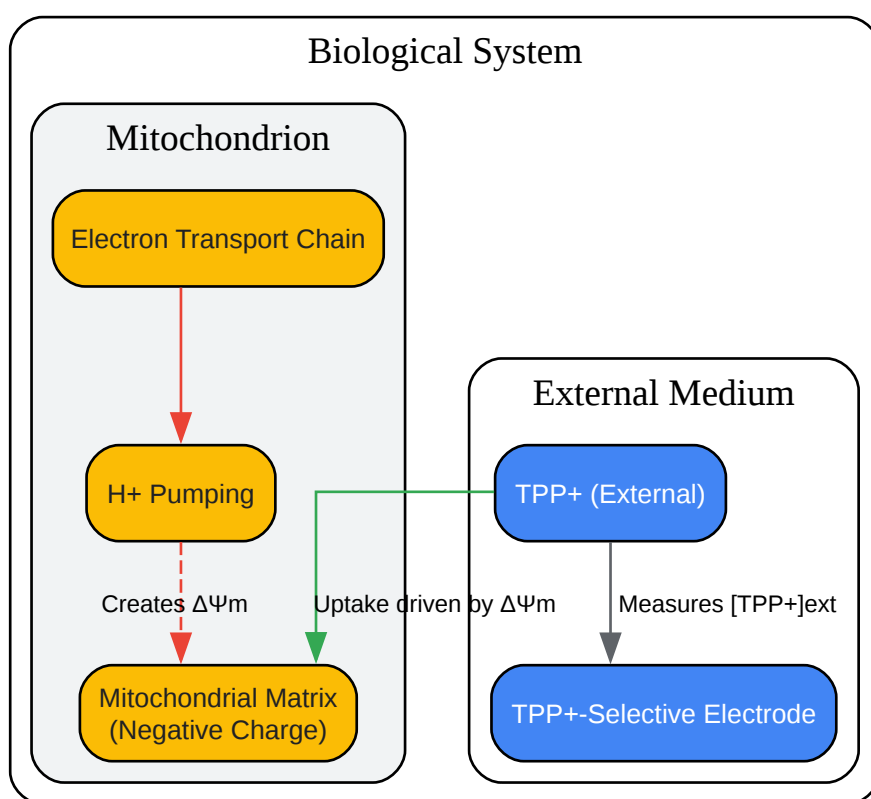 Biological System
Mitochondrion
Electron Transport Chain
External Medium
H+ Pumping
TPP+ (External)
Creates ΔΨm
Uptake driven by ΔΨm
Measures [TPP+]ext
Mitochondrial Matrix
(Negative Charge)
TPP+-Selective Electrode